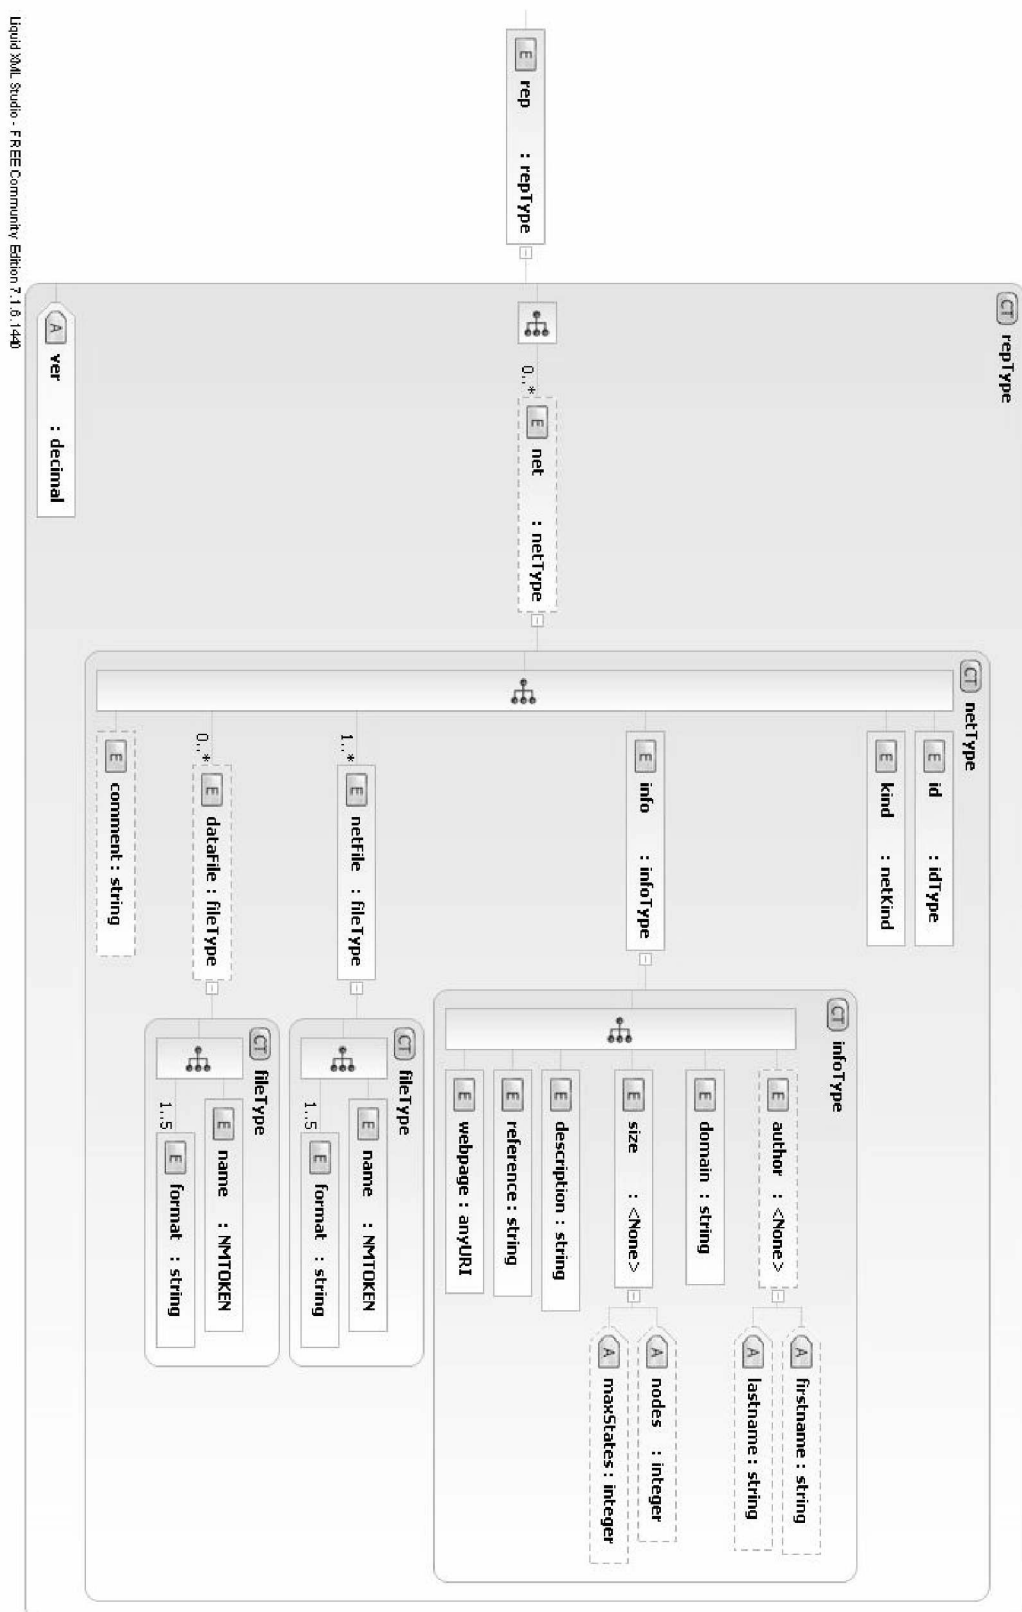 CT repType
E rep : repType
E net : netType
0..*
CT netType
E id : idType
E kind : netKind
E info : infoType
CT infoType
E author : <None>
A firstname : string
A lastname : string
E domain : string
E size : <None>
A nodes : integer
A maxStates : integer
E description : string
E reference : string
E webpage : anyURI
1..*
E netFile : fileType
CT fileType
E name : NMTOKEN
1..5
E format : string
0..*
E dataFile : fileType
CT fileType
E name : NMTOKEN
1..5
E format : string
E comment : string
A ver : decimal
Liquid XML Studio - FREE Community Edition 7.1.6.1440